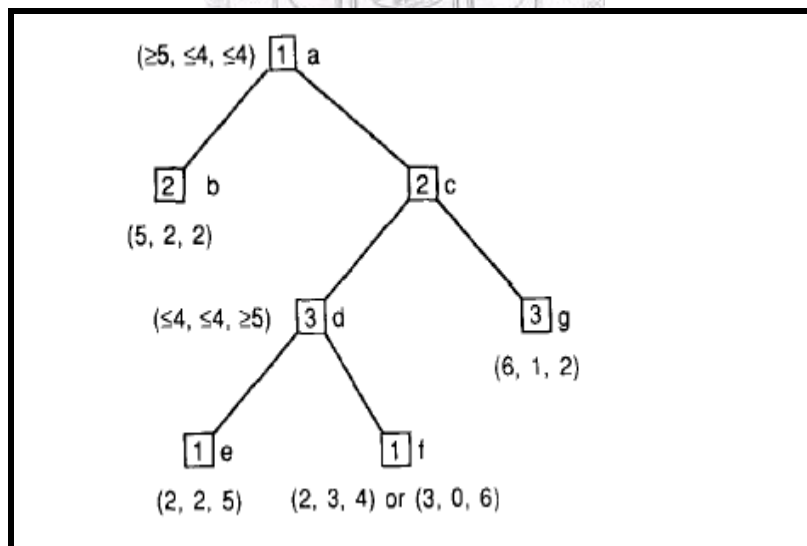 (≥5, ≤4, ≤4) 1 a
2 b 2 c
(5, 2, 2)
(≤4, ≤4, ≥5) 3 d 3 g
(6, 1, 2)
1 e 1 f
(2, 2, 5) (2, 3, 4) or (3, 0, 6)